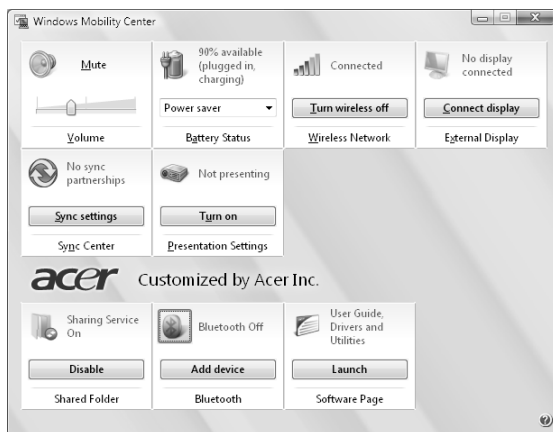 Windows Mobility Center
Mute
Volume
90% available
(plugged in,
charging)
Power saver
Battery Status
Connected
Turn wireless off
Wireless Network
No display
connected
Connect display
External Display
No sync
partnerships
Sync settings
Sync Center
Not presenting
Turn on
Presentation Settings
acer Customized by Acer Inc.
Sharing Service
On
Disable
Shared Folder
Bluetooth Off
Add device
Bluetooth
User Guide,
Drivers and
Utilities
Launch
Software Page